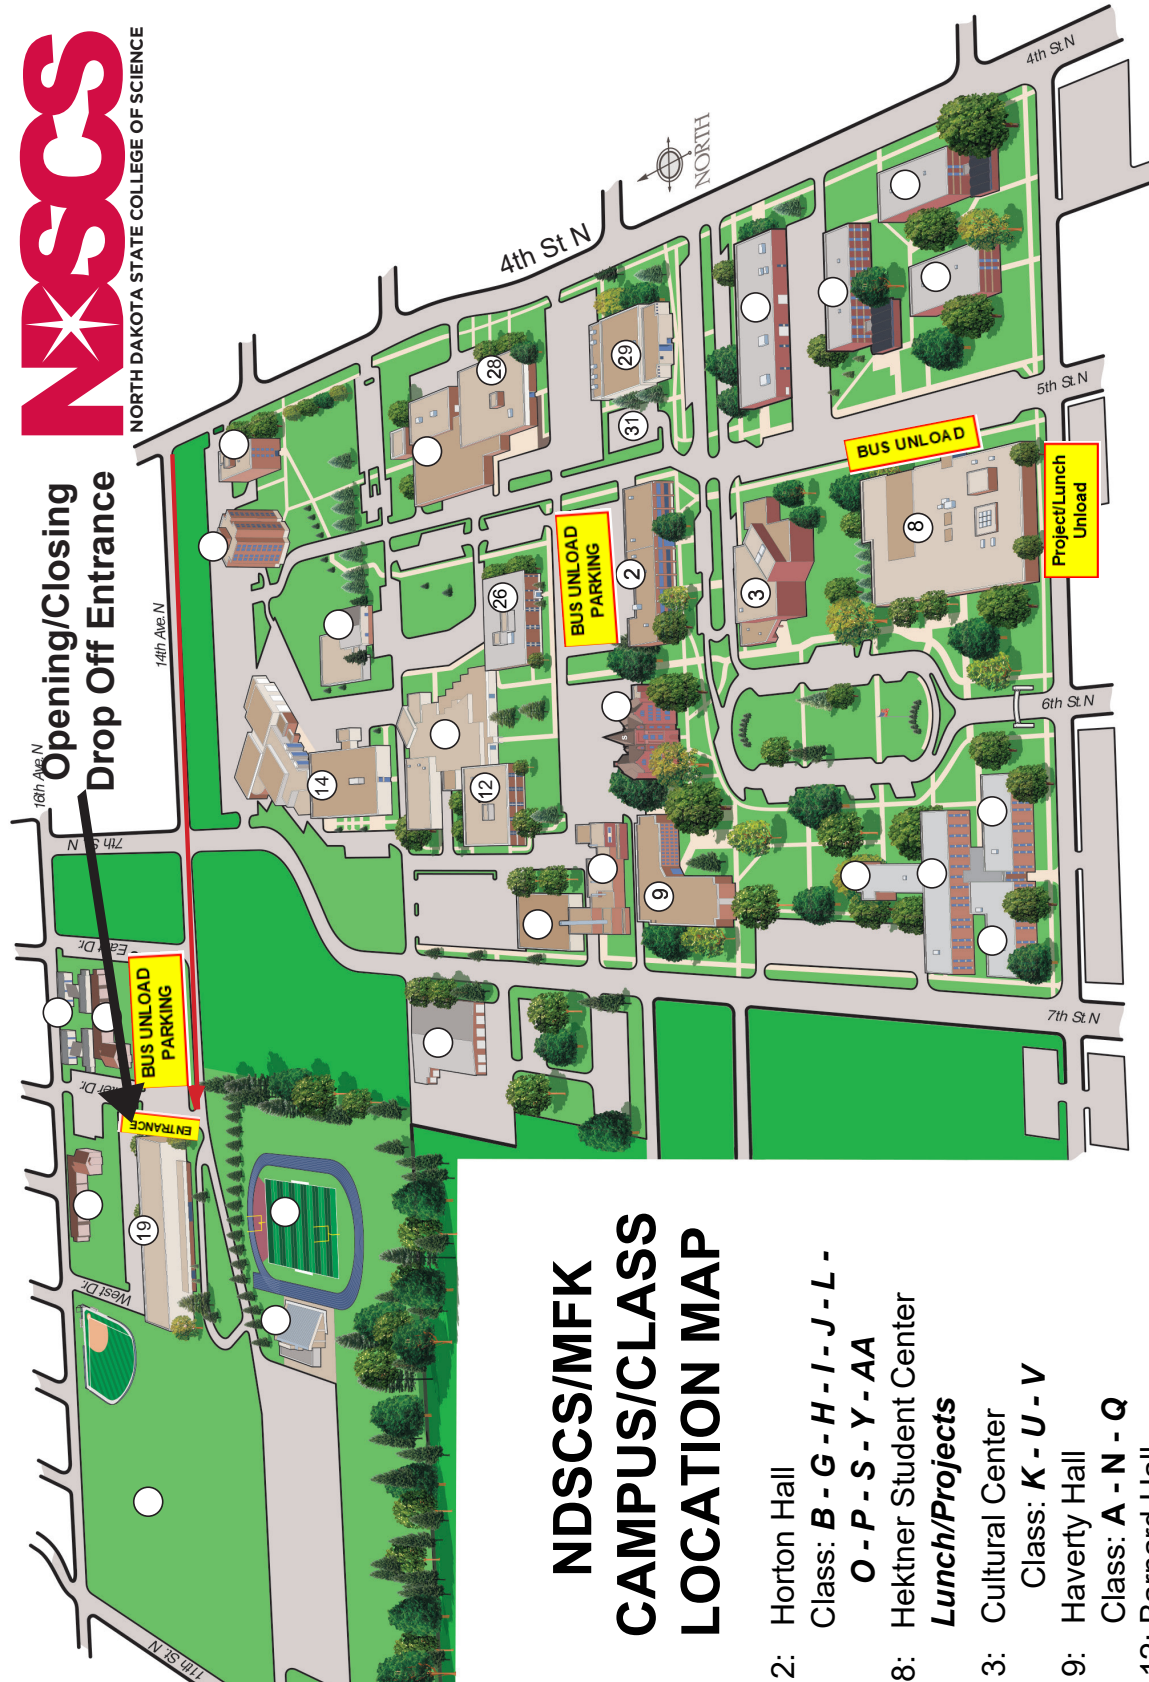 NDSCS
NORTH DAKOTA STATE COLLEGE OF SCIENCE
Opening/Closing
Drop Off Entrance
16th Ave. N
14th Ave. N
7th St. N
4th St N
4th St N
NORTH
5th St. N
6th St. N
7th St. N
11th St. N
West Dr.
East Dr.
BUS UNLOAD
PARKING
ENTRANCE
BUS UNLOAD
PARKING
BUS UNLOAD
Project/Lunch
Unload
19
14
12
26
28
29
31
2
3
8
9
S
NDSCS/MFK
CAMPUS/CLASS
LOCATION MAP
2: Horton Hall
Class: B - G - H - I - J - L -
O - P - S - Y - AA
8: Hektner Student Center
Lunch/Projects
3: Cultural Center
Class: K - U - V
9: Haverty Hall
Class: A - N - Q